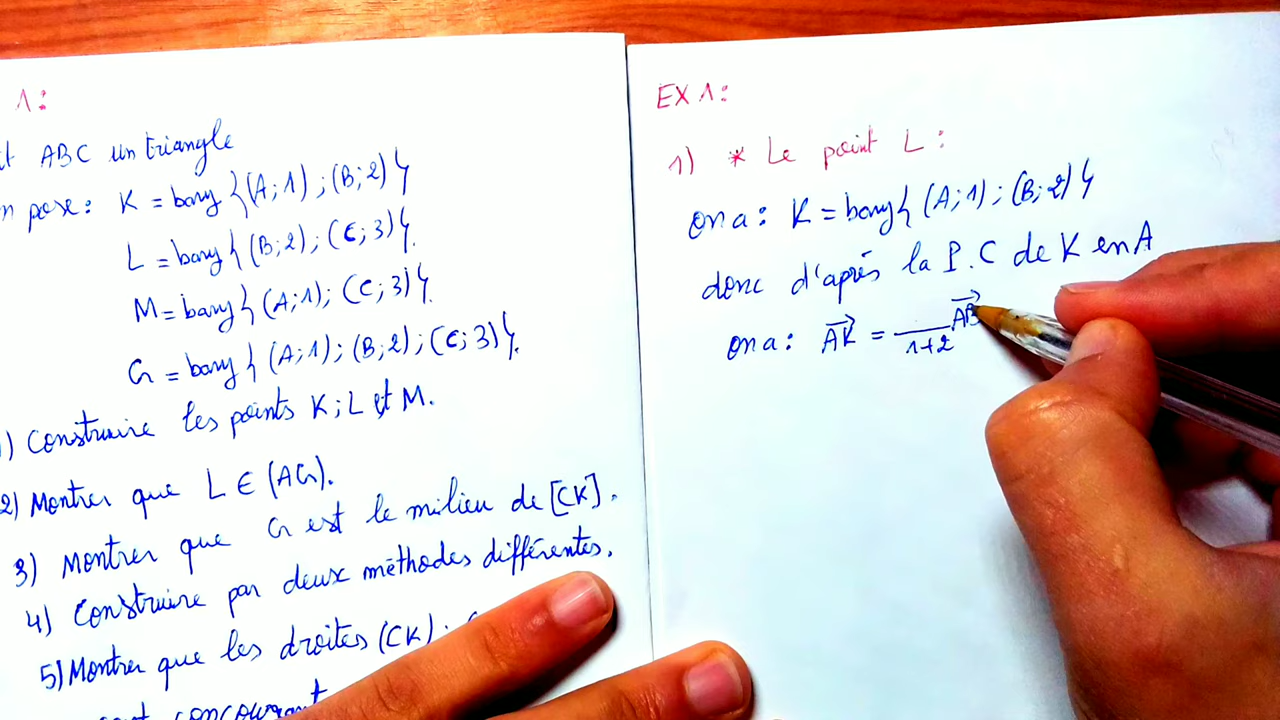 1:
ABC un triangle
pose: K = bary {(A;1);(B;2)}
L = bary {(B;2);(C;3)}.
M = bary {(A;1);(C;3)}.
G = bary {(A;1);(B;2);(C;3)}.
1) Construire les points K;L et M.
2) Montrer que L ∈ (AG).
3) Montrer que G est le milieu de [CK].
4) Construire par deux méthodes différentes.
5) Montrer que les droites (CK);
concourant
EX 1:
1) * Le point L:
on a: K = bary{(A;1);(B;2)}
donc d'après la P.C de K en A
on a: \overrightarrow{AK} = \frac{}{1+2} \overrightarrow{AB}